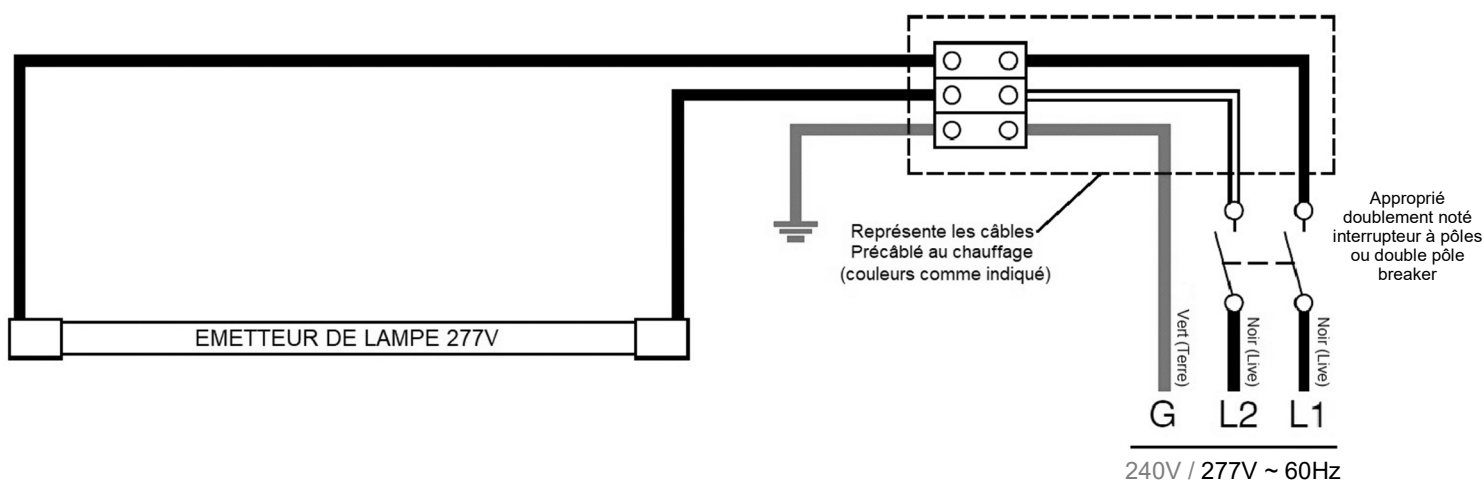 Approprié
doublement noté
interrupteur à pôles
ou double pôle
breaker
Représente les câbles
Précâblé au chauffage
(couleurs comme indiqué)
EMETTEUR DE LAMPE 277V
Vert (Terre)
Noir (Live)
Noir (Live)
G L2 L1
240V / 277V ~ 60Hz